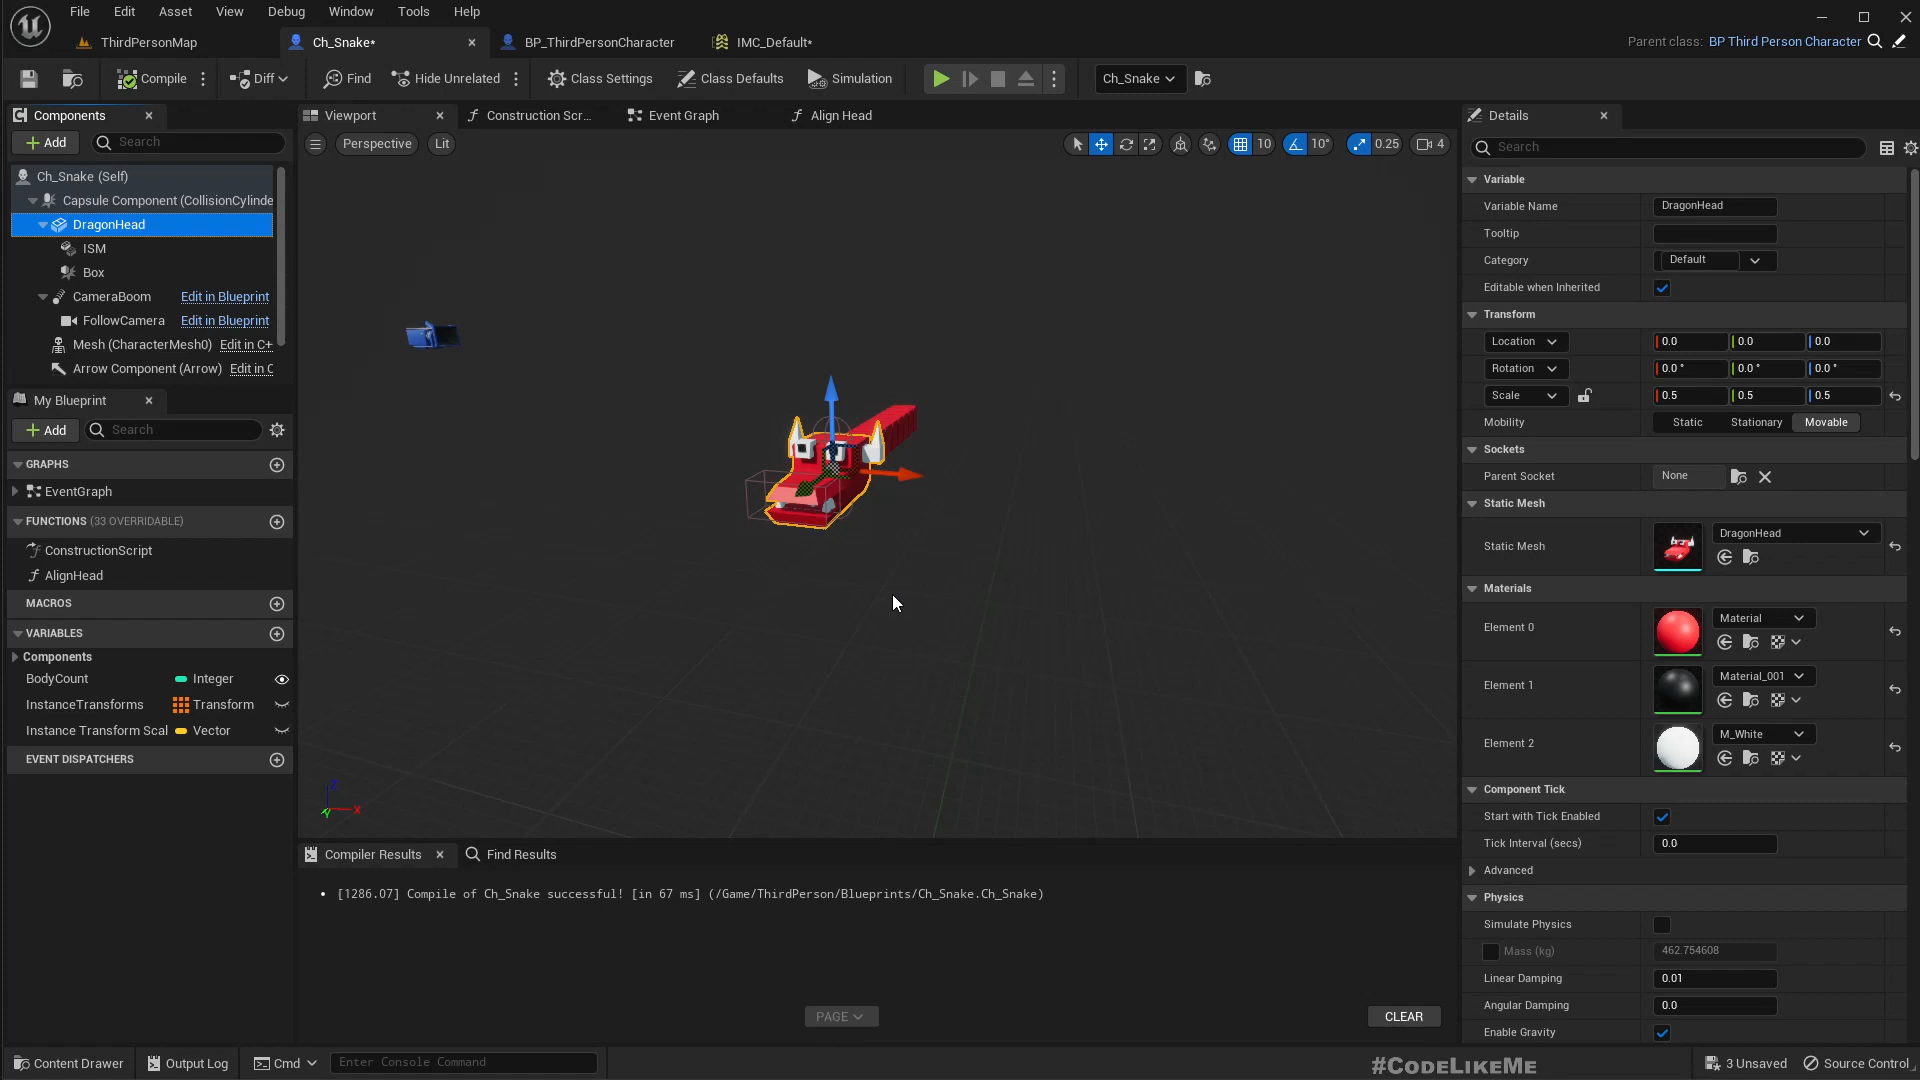 File Edit Asset View Debug Window Tools Help
ThirdPersonMap Ch_Snake* BP_ThirdPersonCharacter IMC_Default*
Parent class: BP Third Person Character
Compile Diff Find Hide Unrelated Class Settings Class Defaults Simulation Ch_Snake
Components
Add Search
Ch_Snake (Self)
Capsule Component (CollisionCylinde
DragonHead
ISM
Box
CameraBoom Edit in Blueprint
FollowCamera Edit in Blueprint
Mesh (CharacterMesh0) Edit in C+
Arrow Component (Arrow) Edit in C
My Blueprint
Add Search
GRAPHS
EventGraph
FUNCTIONS (33 OVERRIDABLE)
ConstructionScript
AlignHead
MACROS
VARIABLES
Components
BodyCount Integer
InstanceTransforms Transform
Instance Transform Scal Vector
EVENT DISPATCHERS
Viewport Construction Scr... Event Graph Align Head
Perspective Lit 10 10° 0.25 4
Z
X
Y
Compiler Results Find Results
[1286.07] Compile of Ch_Snake successful! [in 67 ms] (/Game/ThirdPerson/Blueprints/Ch_Snake.Ch_Snake)
PAGE CLEAR
Details
Search
Variable
Variable Name DragonHead
Tooltip
Category Default
Editable when Inherited
Transform
Location 0.0 0.0 0.0
Rotation 0.0 ° 0.0 ° 0.0 °
Scale 0.5 0.5 0.5
Mobility Static Stationary Movable
Sockets
Parent Socket None
Static Mesh
Static Mesh DragonHead
Materials
Element 0 Material
Element 1 Material_001
Element 2 M_White
Component Tick
Start with Tick Enabled
Tick Interval (secs) 0.0
Advanced
Physics
Simulate Physics
Mass (kg) 462.754608
Linear Damping 0.01
Angular Damping 0.0
Enable Gravity
Content Drawer Output Log Cmd Enter Console Command #CODELIKEME 3 Unsaved Source Control